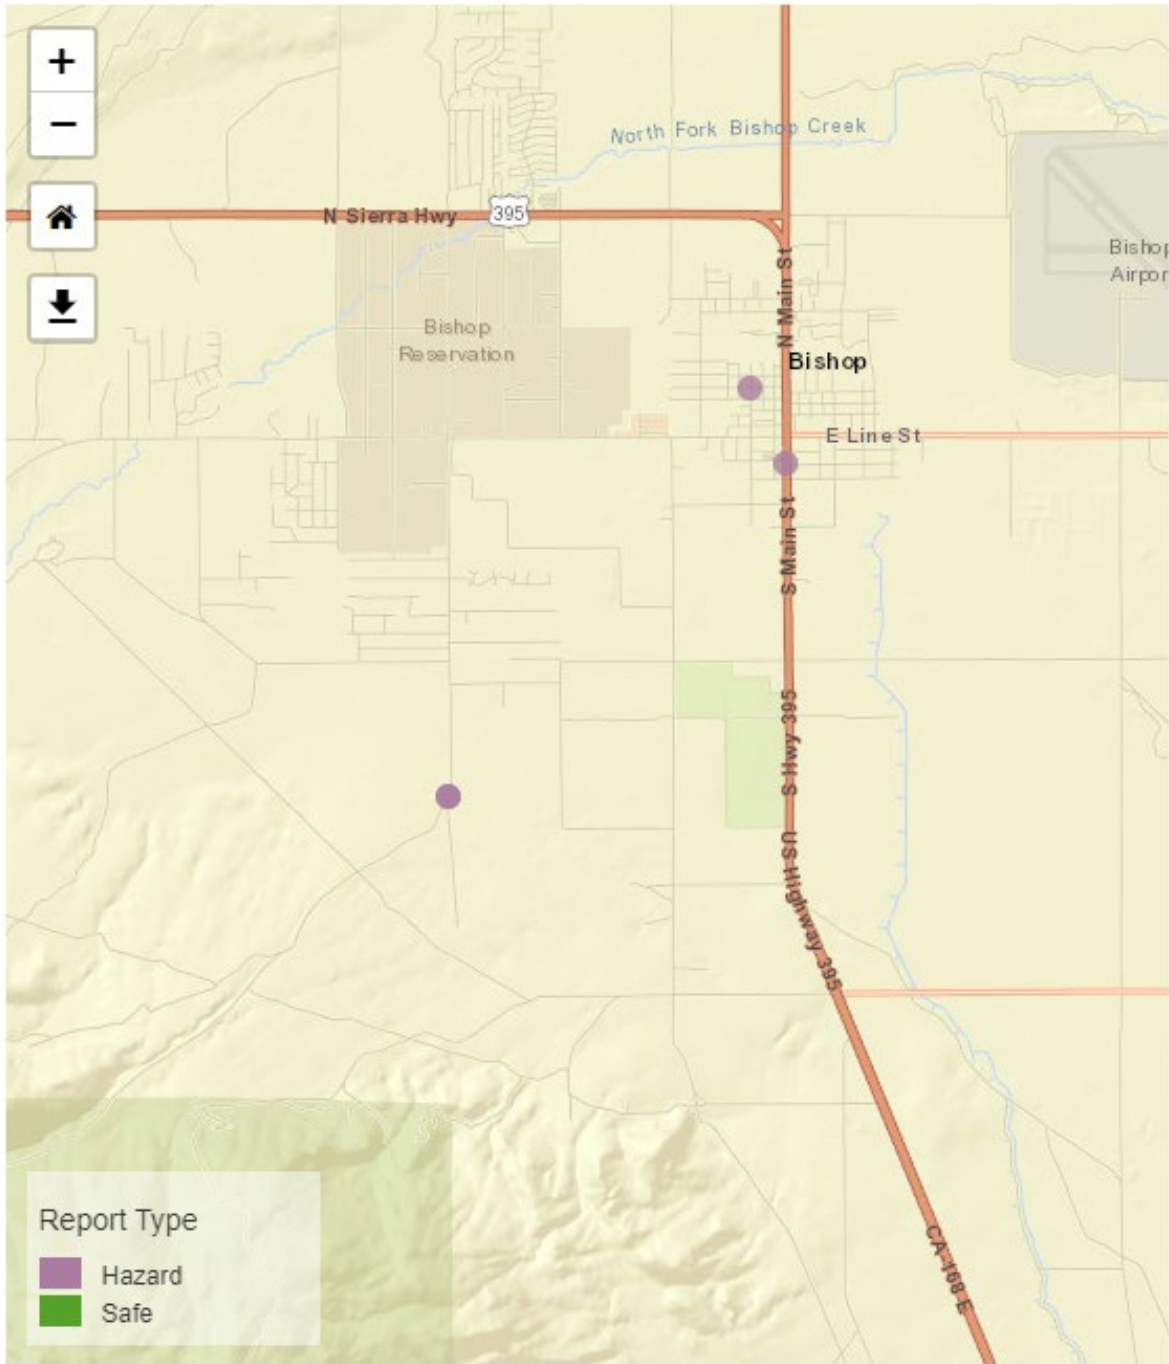 +
−
North Fork Bishop Creek
N Sierra Hwy
395
Bishop
Airpor
N Main St
Bishop
Reservation
Bishop
E Line St
S Main St
S Hwy 395
US Highway 395
CA 168 E
Report Type
Hazard
Safe